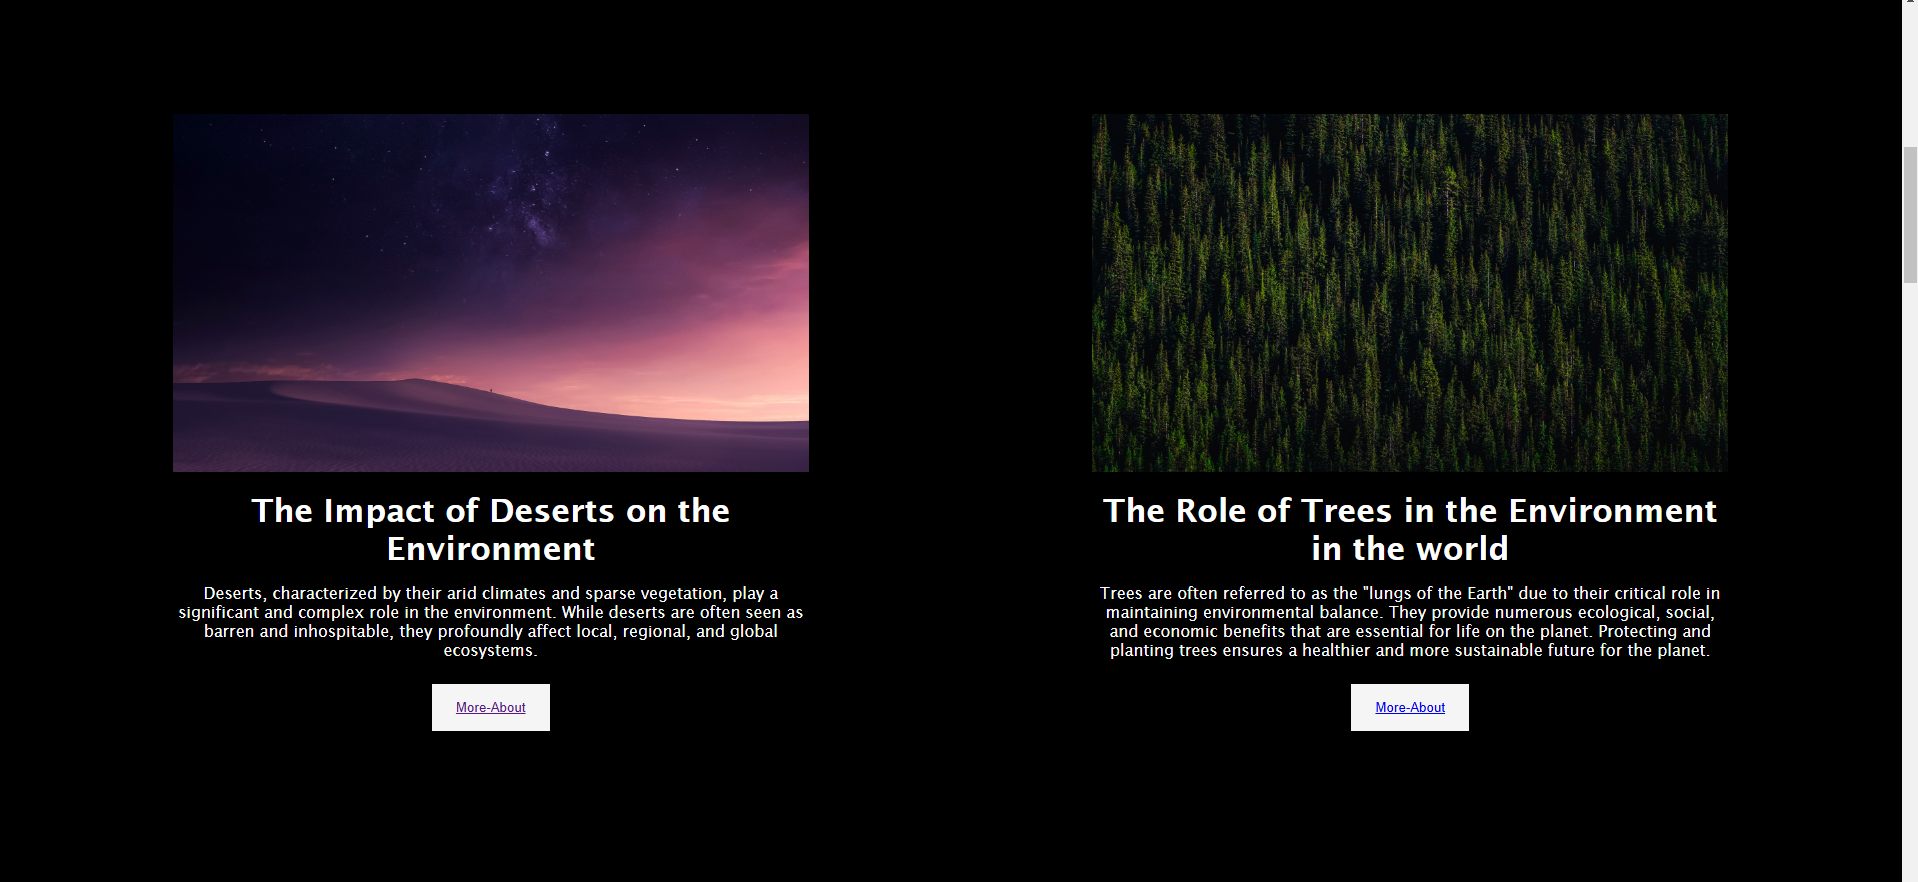 The Impact of Deserts on the
Environment
Deserts, characterized by their arid climates and sparse vegetation, play a
significant and complex role in the environment. While deserts are often seen as
barren and inhospitable, they profoundly affect local, regional, and global
ecosystems.
More-About
The Role of Trees in the Environment
in the world
Trees are often referred to as the "lungs of the Earth" due to their critical role in
maintaining environmental balance. They provide numerous ecological, social,
and economic benefits that are essential for life on the planet. Protecting and
planting trees ensures a healthier and more sustainable future for the planet.
More-About